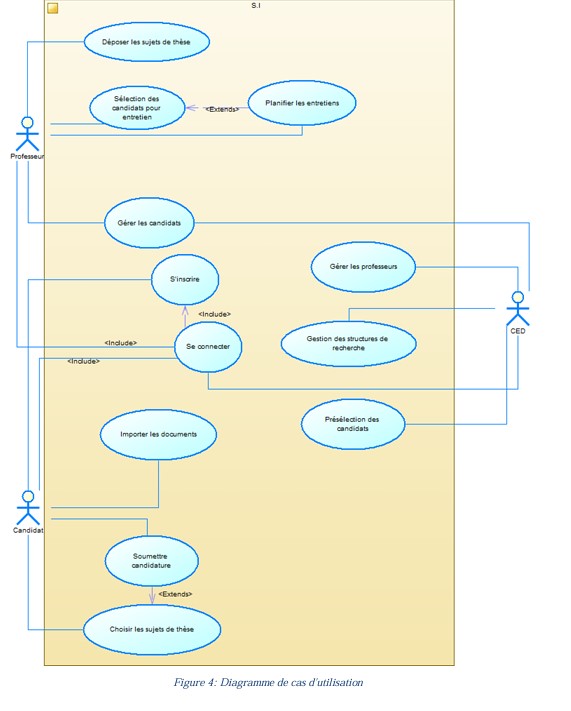 S.I
Déposer les sujets de thèse
Sélection des
candidats pour
entretien
<Extends>
Planifier les entretiens
Professeur
Gérer les candidats
Gérer les professeurs
S'inscrire
<Include>
CED
<Include>
Se connecter
Gestion des structures de
recherche
<Include>
Présélection des
candidats
Importer les documents
Candidat
Soumettre
candidature
<Extends>
Choisir les sujets de thèse
Figure 4: Diagramme de cas d'utilisation